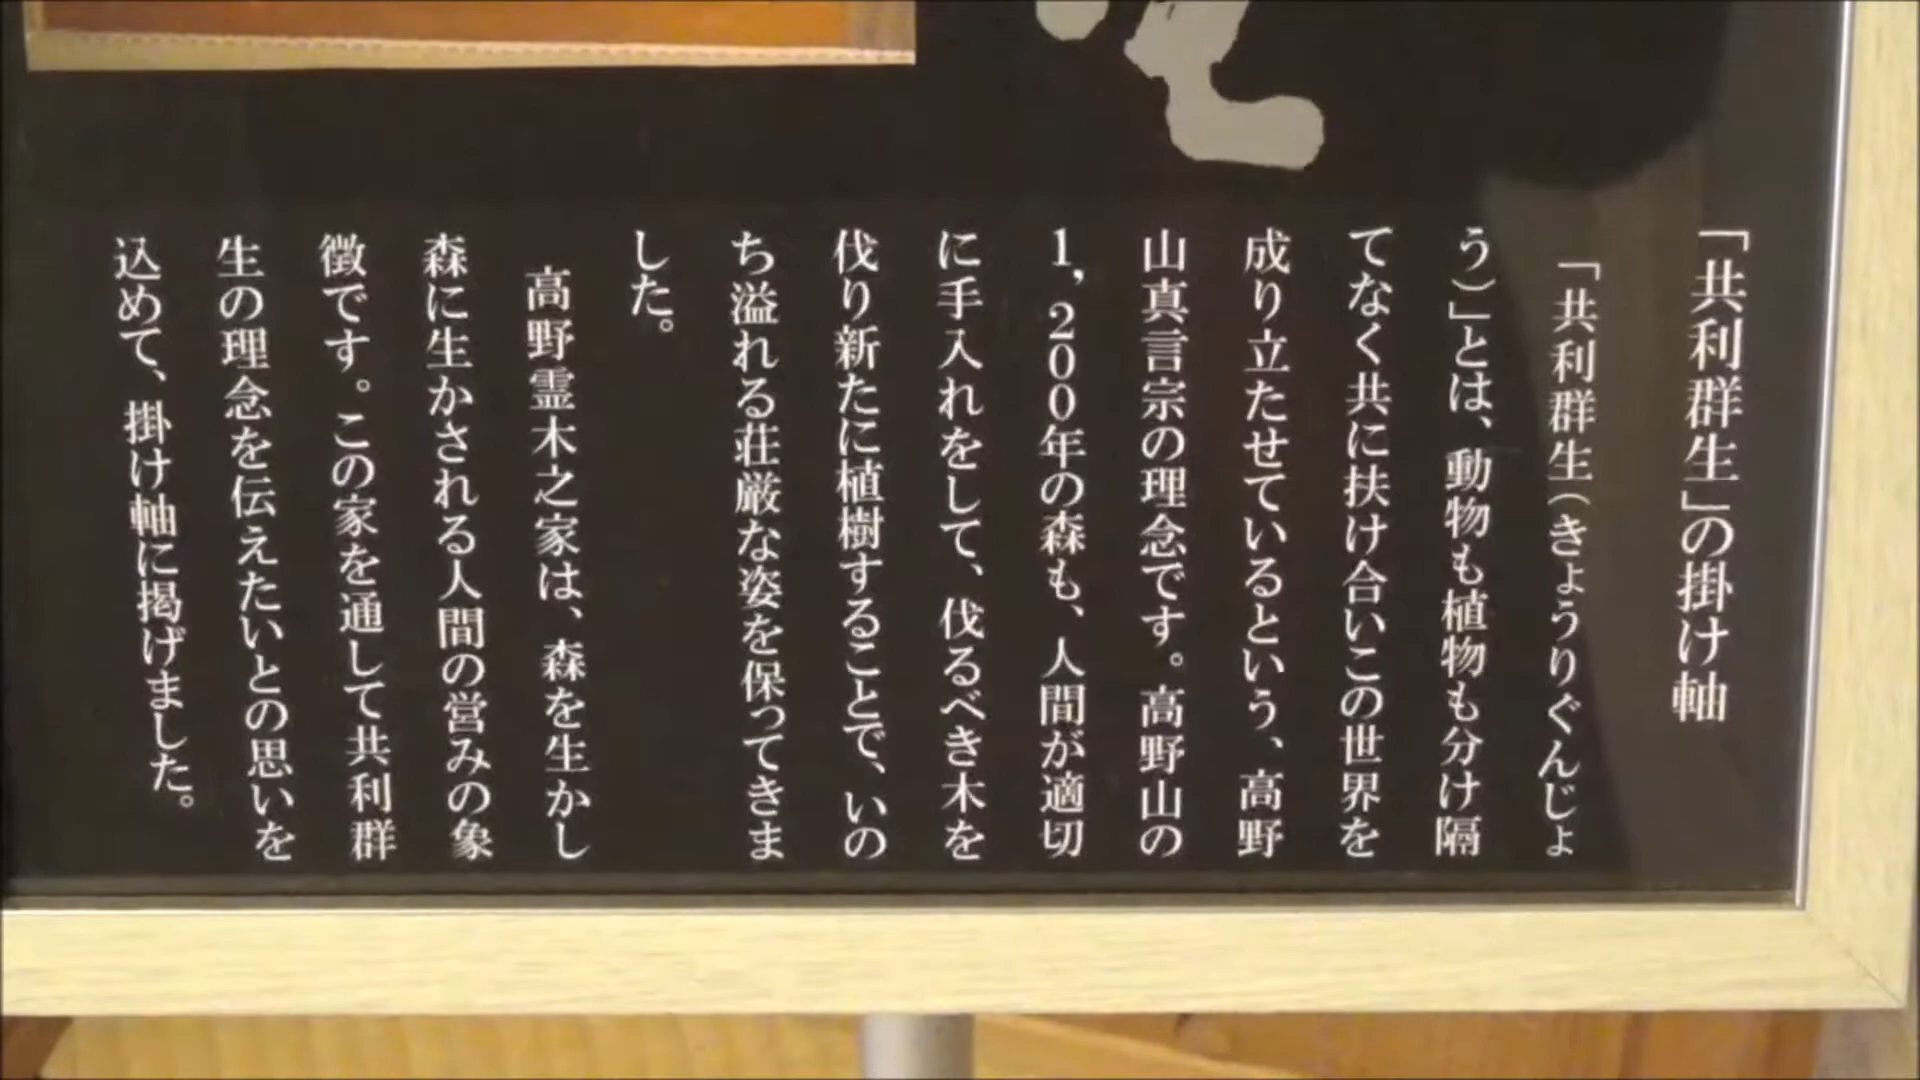 「共利群生」の掛け軸
「共利群生(きょうりぐんじょ
う)」とは、動物も植物も分け隔
てなく共に扶け合いこの世界を
成り立たせているという、高野
山真言宗の理念です。高野山の
1,200年の森も、人間が適切
に手入れをして、伐るべき木を
伐り新たに植樹することで、いの
ち溢れる荘厳な姿を保ってきま
した。
高野霊木之家は、森を生かし
森に生かされる人間の営みの象
徴です。この家を通して共利群
生の理念を伝えたいとの思いを
込めて、掛け軸に掲げました。